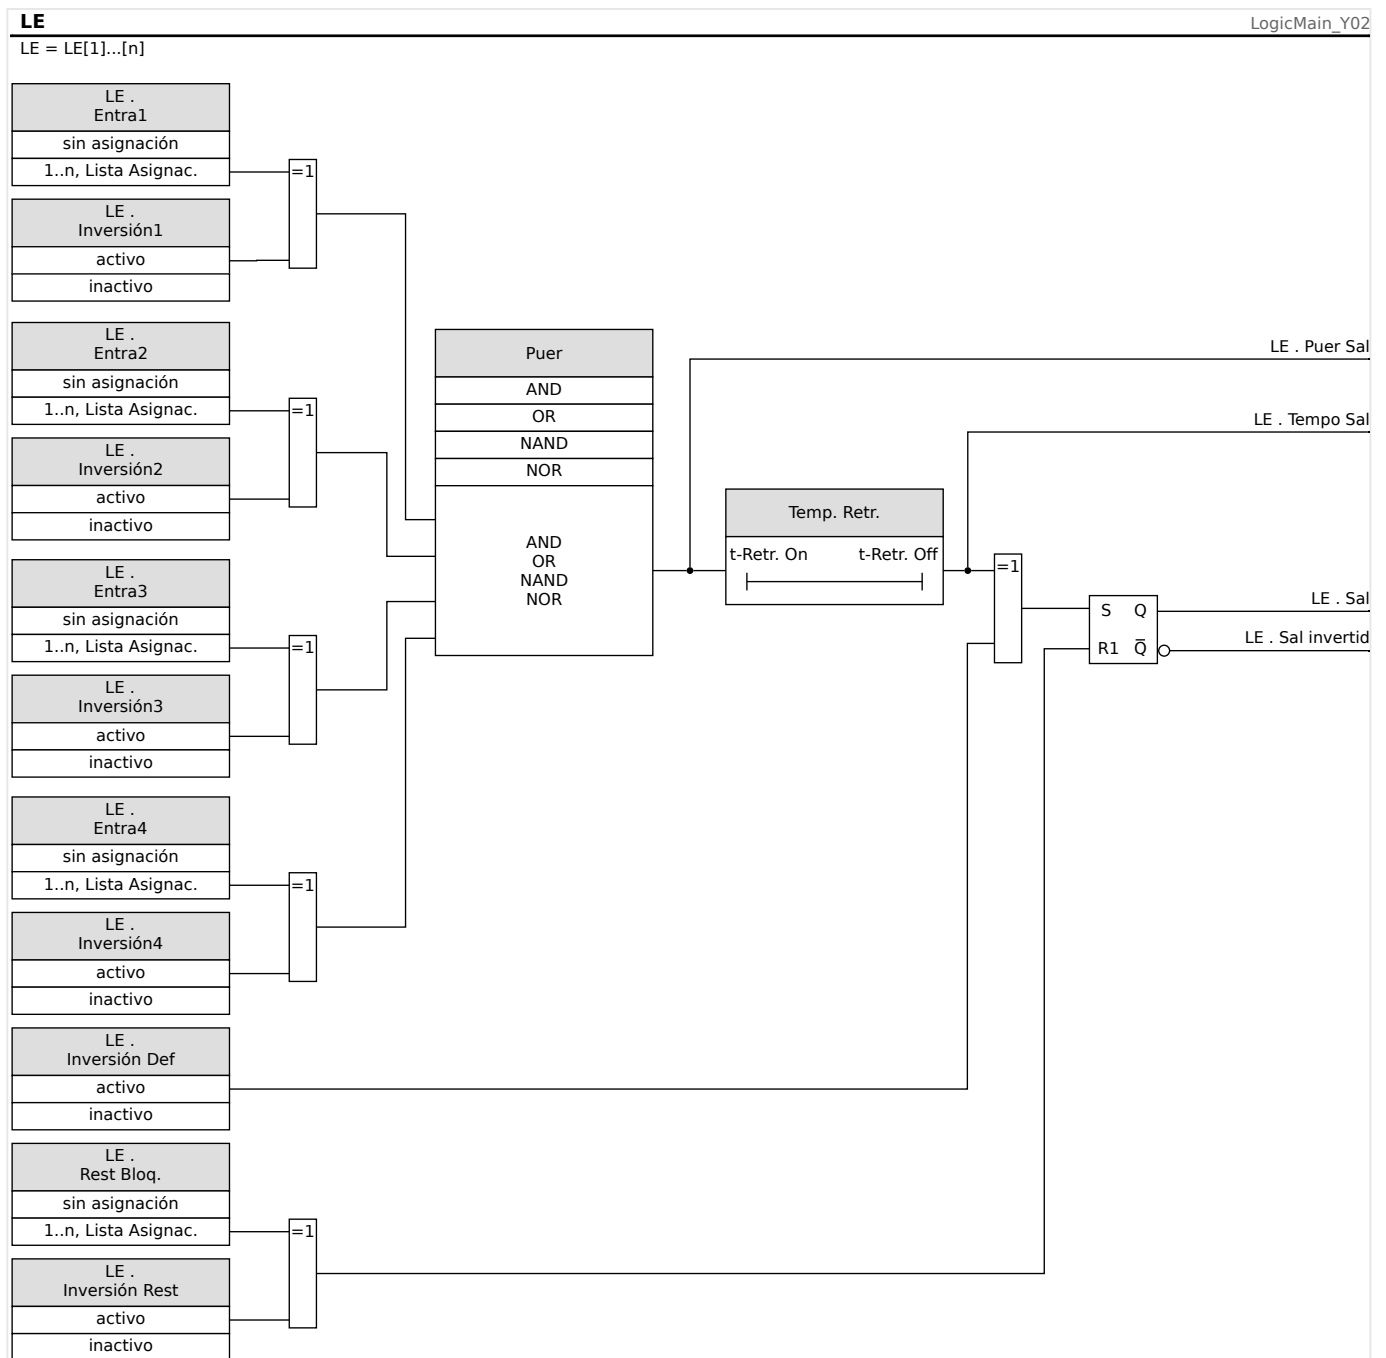 LE
LogicMain_Y02
LE = LE[1]...[n]
LE .
Entra1
sin asignación
1..n, Lista Asignac.
=1
LE .
Inversión1
activo
inactivo
LE .
Entra2
sin asignación
1..n, Lista Asignac.
=1
LE .
Inversión2
activo
inactivo
Puer
AND
OR
NAND
NOR
AND
OR
NAND
NOR
LE . Puer Sal
LE . Tempo Sal
Temp. Retr.
t-Retr. On
t-Retr. Off
=1
S Q
R1 Q̅
LE . Sal
LE . Sal invertid
LE .
Entra3
sin asignación
1..n, Lista Asignac.
=1
LE .
Inversión3
activo
inactivo
LE .
Entra4
sin asignación
1..n, Lista Asignac.
=1
LE .
Inversión4
activo
inactivo
LE .
Inversión Def
activo
inactivo
LE .
Rest Bloq.
sin asignación
1..n, Lista Asignac.
=1
LE .
Inversión Rest
activo
inactivo